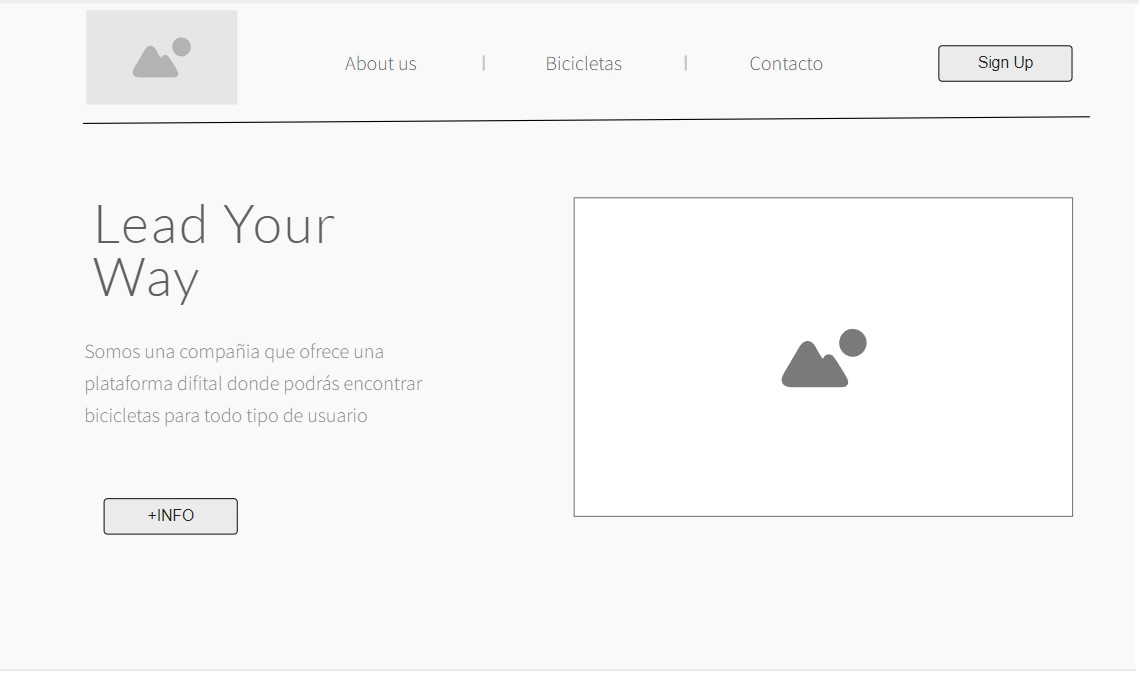 About us | Bicicletas | Contacto Sign Up
Lead Your
Way
Somos una compañia que ofrece una
plataforma difital donde podrás encontrar
bicicletas para todo tipo de usuario
+INFO